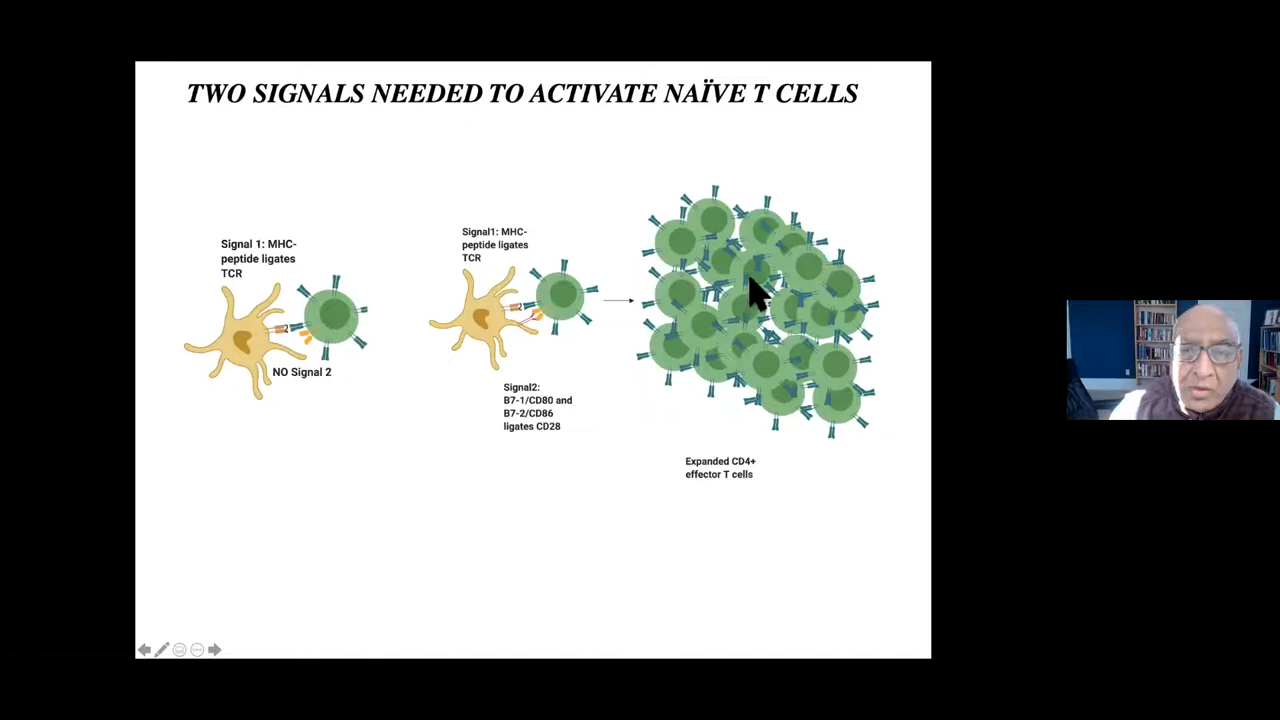 TWO SIGNALS NEEDED TO ACTIVATE NAÏVE T CELLS
Signal 1: MHC-
peptide ligates
TCR
NO Signal 2
Signal1: MHC-
peptide ligates
TCR
Signal2:
B7-1/CD80 and
B7-2/CD86
ligates CD28
Expanded CD4+
effector T cells